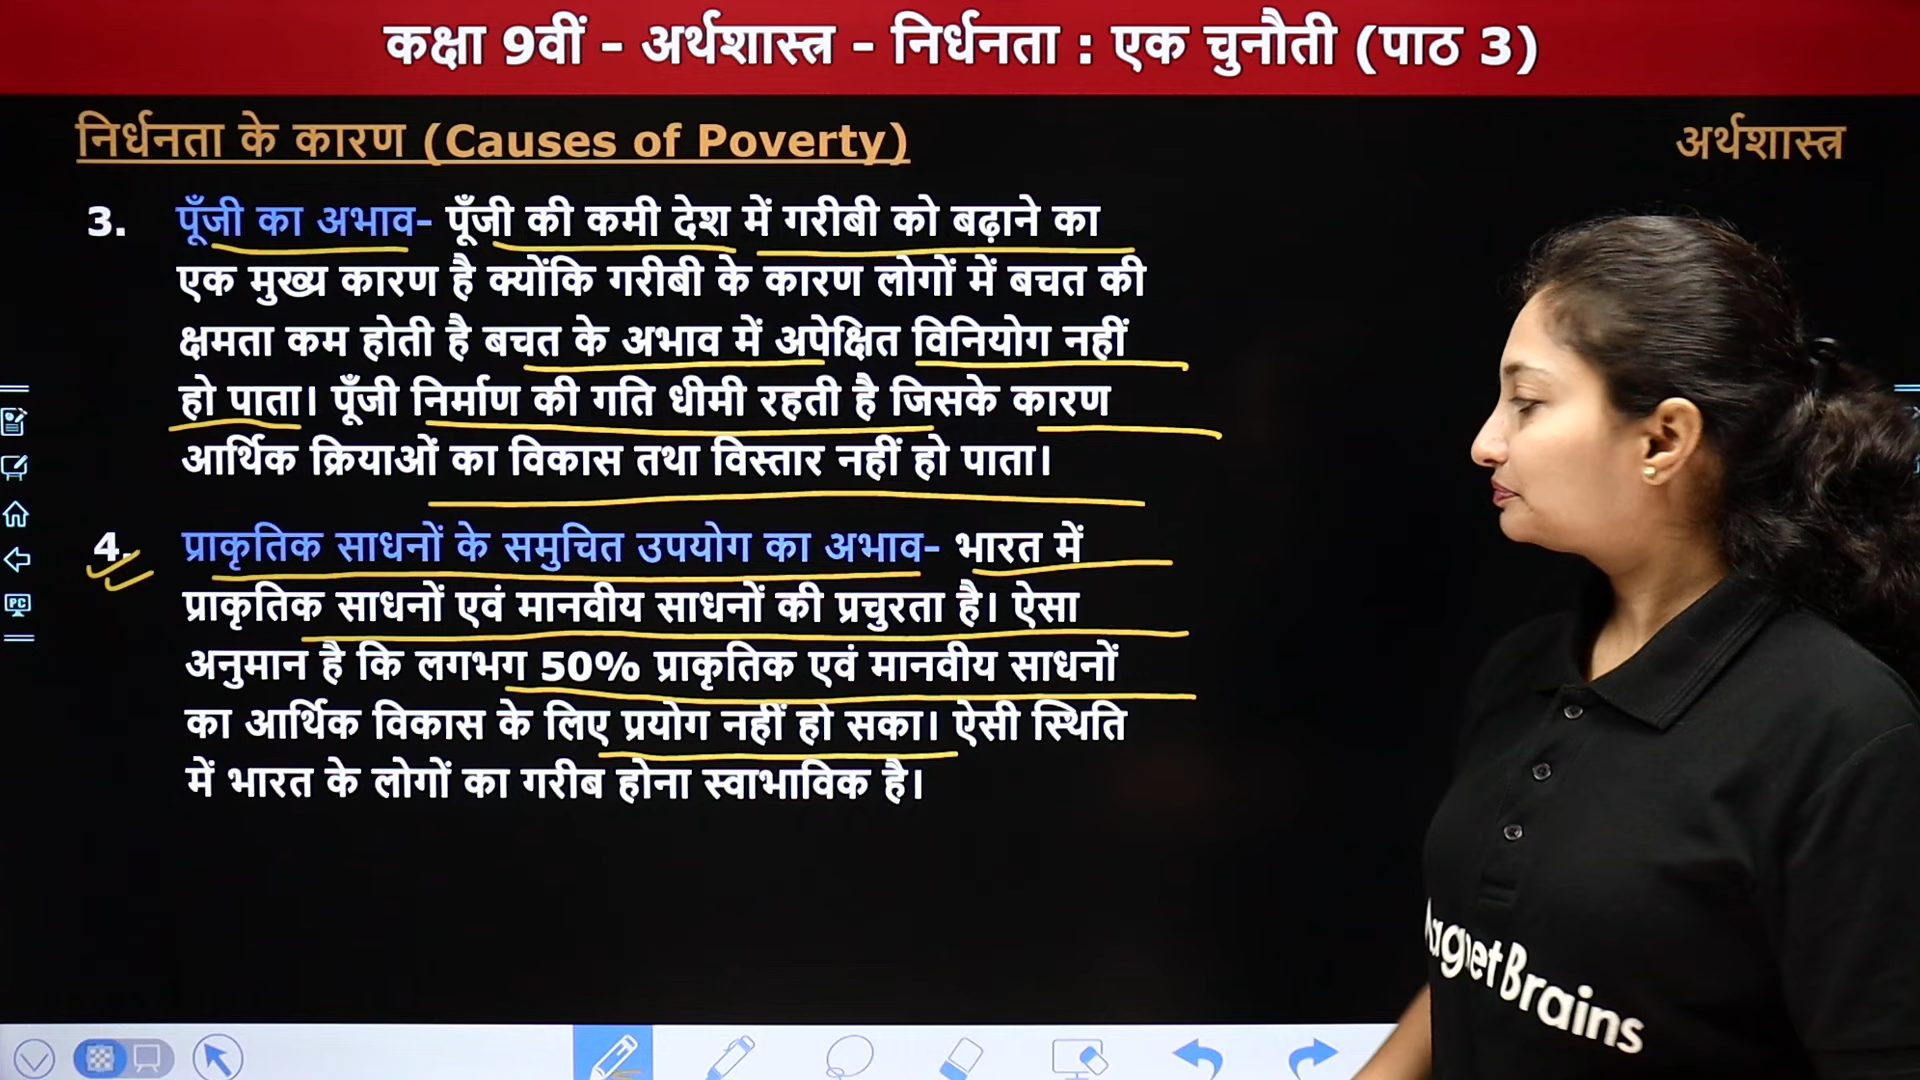 कक्षा 9वीं - अर्थशास्त्र - निर्धनता : एक चुनौती (पाठ 3)
निर्धनता के कारण (Causes of Poverty)
अर्थशास्त्र
3. पूँजी का अभाव- पूँजी की कमी देश में गरीबी को बढ़ाने का
एक मुख्य कारण है क्योंकि गरीबी के कारण लोगों में बचत की
क्षमता कम होती है बचत के अभाव में अपेक्षित विनियोग नहीं
हो पाता। पूँजी निर्माण की गति धीमी रहती है जिसके कारण
आर्थिक क्रियाओं का विकास तथा विस्तार नहीं हो पाता।
4. प्राकृतिक साधनों के समुचित उपयोग का अभाव- भारत में
प्राकृतिक साधनों एवं मानवीय साधनों की प्रचुरता है। ऐसा
अनुमान है कि लगभग 50% प्राकृतिक एवं मानवीय साधनों
का आर्थिक विकास के लिए प्रयोग नहीं हो सका। ऐसी स्थिति
में भारत के लोगों का गरीब होना स्वाभाविक है।
PC
agnetBrains